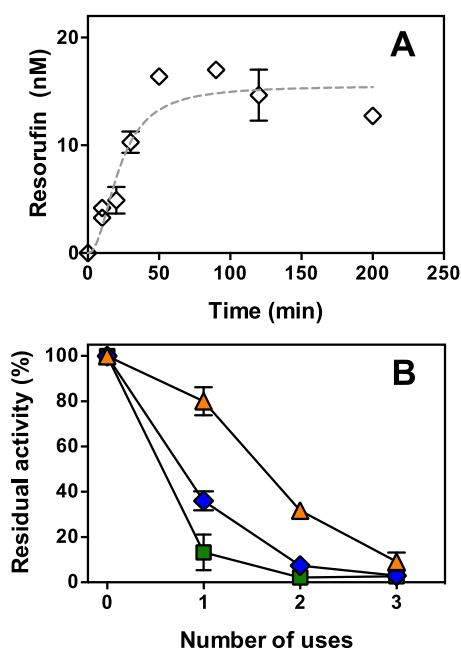 A
Resorufin (nM)
20
10
0
0 50 100 150 200 250
Time (min)
B
Residual activity (%)
100
80
60
40
20
0
0 1 2 3
Number of uses